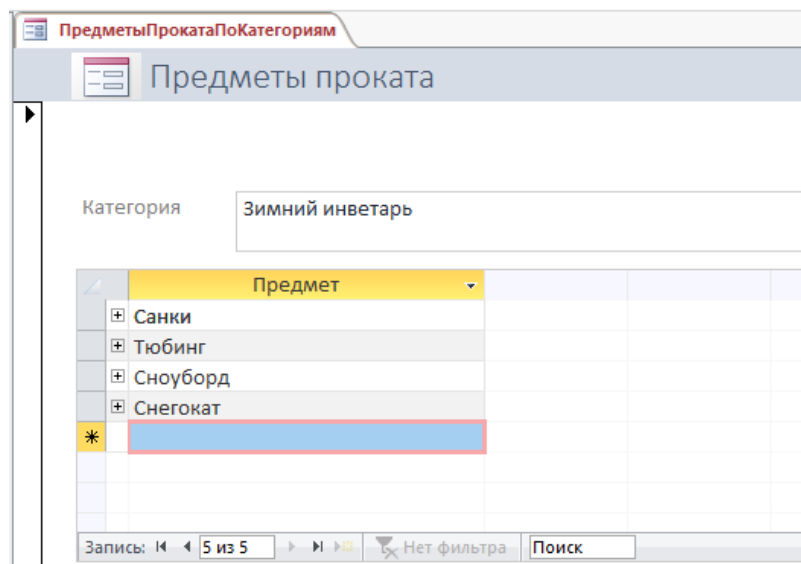 ПредметыПрокатаПоКатегориям
Предметы проката
Категория
Зимний инветарь
Предмет
Санки
Тюбинг
Сноуборд
Снегокат
Запись: 5 из 5 Нет фильтра Поиск